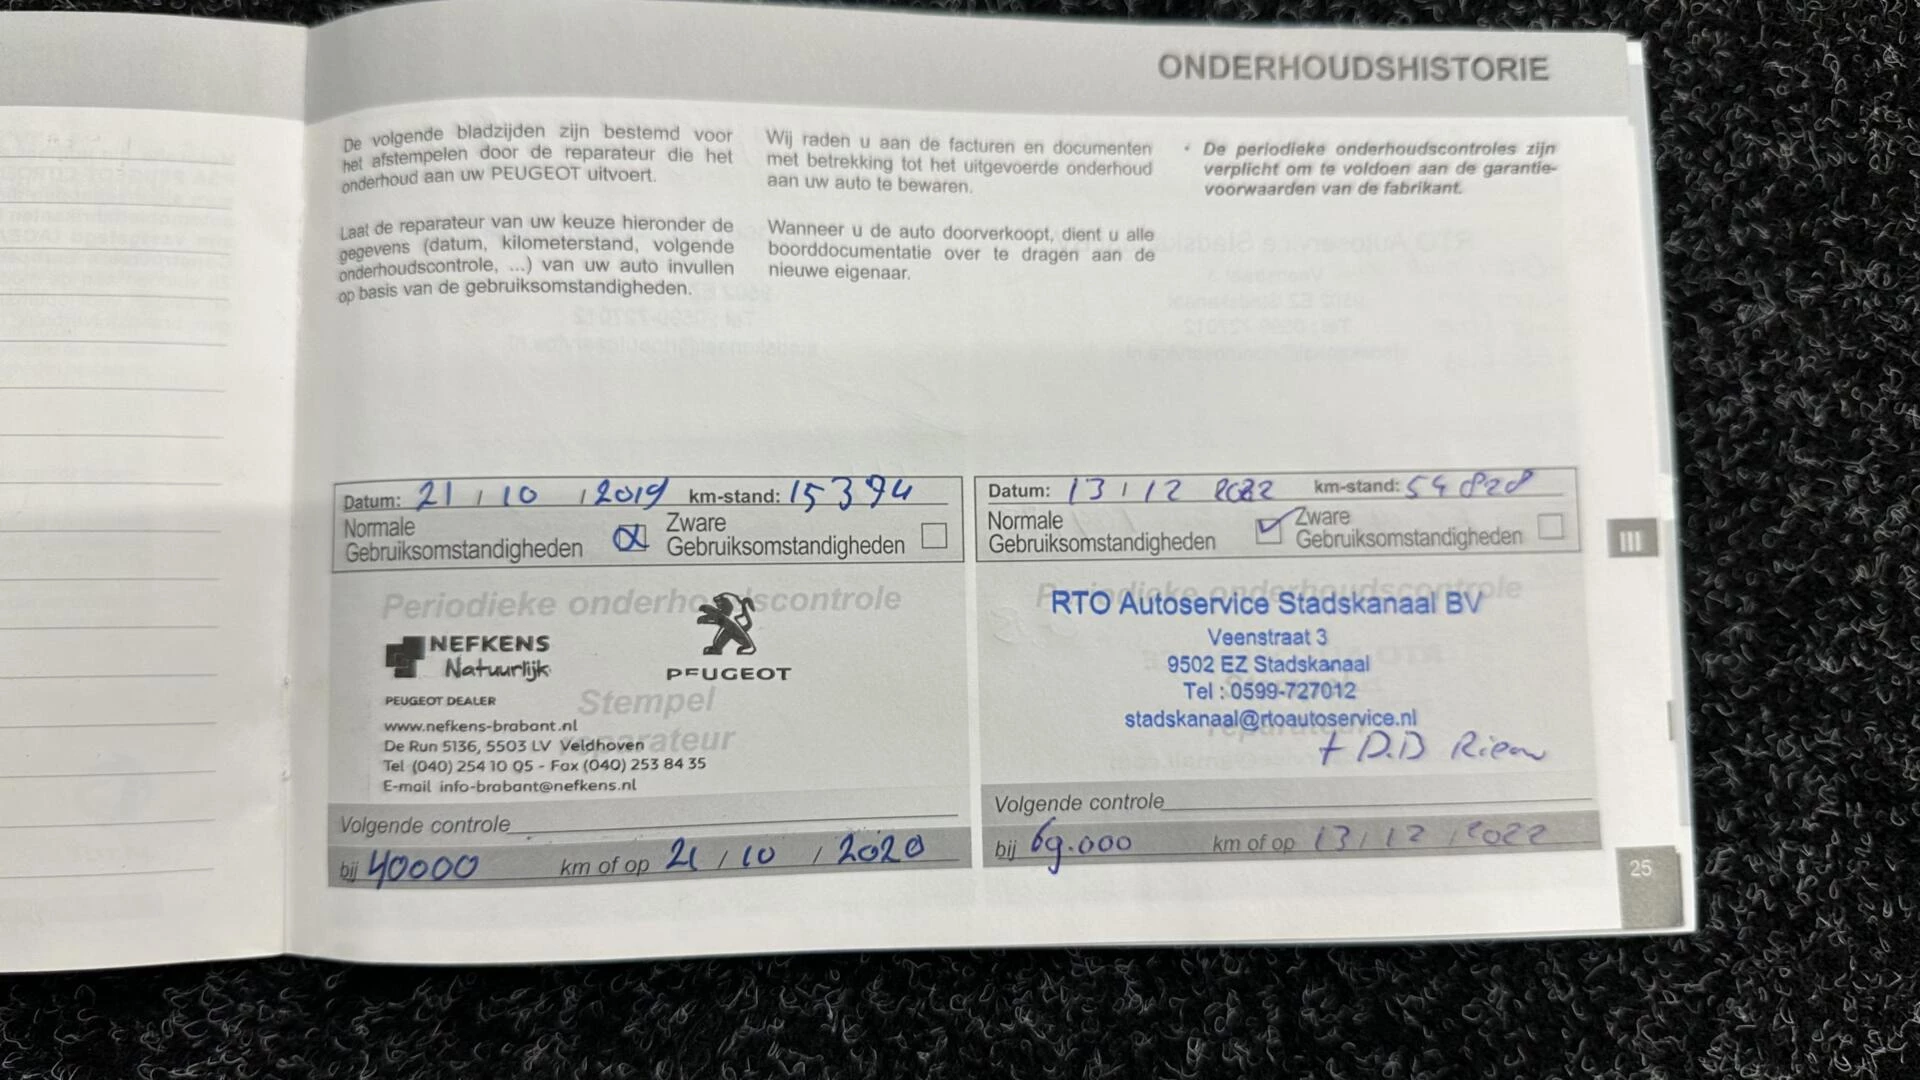 ONDERHOUDSHISTORIE
De volgende bladzijden zijn bestemd voor
het afstempelen door de reparateur die het
onderhoud aan uw PEUGEOT uitvoert.
Laat de reparateur van uw keuze hieronder de
gegevens (datum, kilometerstand, volgende
onderhoudscontrole, ...) van uw auto invullen
op basis van de gebruiksomstandigheden.
Wij raden u aan de facturen en documenten
met betrekking tot het uitgevoerde onderhoud
aan uw auto te bewaren.
Wanneer u de auto doorverkoopt, dient u alle
boorddocumentatie over te dragen aan de
nieuwe eigenaar.
• De periodieke onderhoudscontroles zijn
verplicht om te voldoen aan de garantie-
voorwaarden van de fabrikant.
Datum: 21 / 10 / 2019 km-stand: 15394
Normale
Gebruiksomstandigheden
Zware
Gebruiksomstandigheden
Periodieke onderhoudscontrole
NEFKENS
Natuurlijk
PEUGEOT
PEUGEOT DEALER
Stempel
reparateur
www.nefkens-brabant.nl
De Run 5136, 5503 LV Veldhoven
Tel (040) 254 10 05 - Fax (040) 253 84 35
E-mail info-brabant@nefkens.nl
Volgende controle
bij 40000 km of op 21 / 10 / 2020
Datum: 13 / 12 2022 km-stand: 54828
Normale
Gebruiksomstandigheden
Zware
Gebruiksomstandigheden
Periodieke onderhoudscontrole
RTO Autoservice Stadskanaal BV
Veenstraat 3
9502 EZ Stadskanaal
Tel : 0599-727012
stadskanaal@rtoautoservice.nl
+ D.D Riem
Volgende controle
bij 69.000 km of op 13 / 12 / 2022
III
25